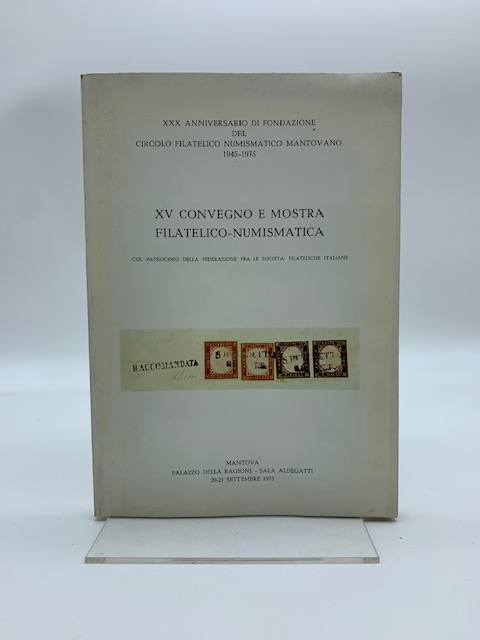 XXX ANNIVERSARIO DI FONDAZIONE
DEL
CIRCOLO FILATELICO NUMISMATICO MANTOVANO
1945-1975
XV CONVEGNO E MOSTRA
FILATELICO-NUMISMATICA
COL PATROCINIO DELLA FEDERAZIONE FRA LE SOCIETA' FILATELICHE ITALIANE
RACCOMANDATA
MANTOVA
PALAZZO DELLA RAGIONE - SALA ALDEGATTI
20-21 SETTEMBRE 1975